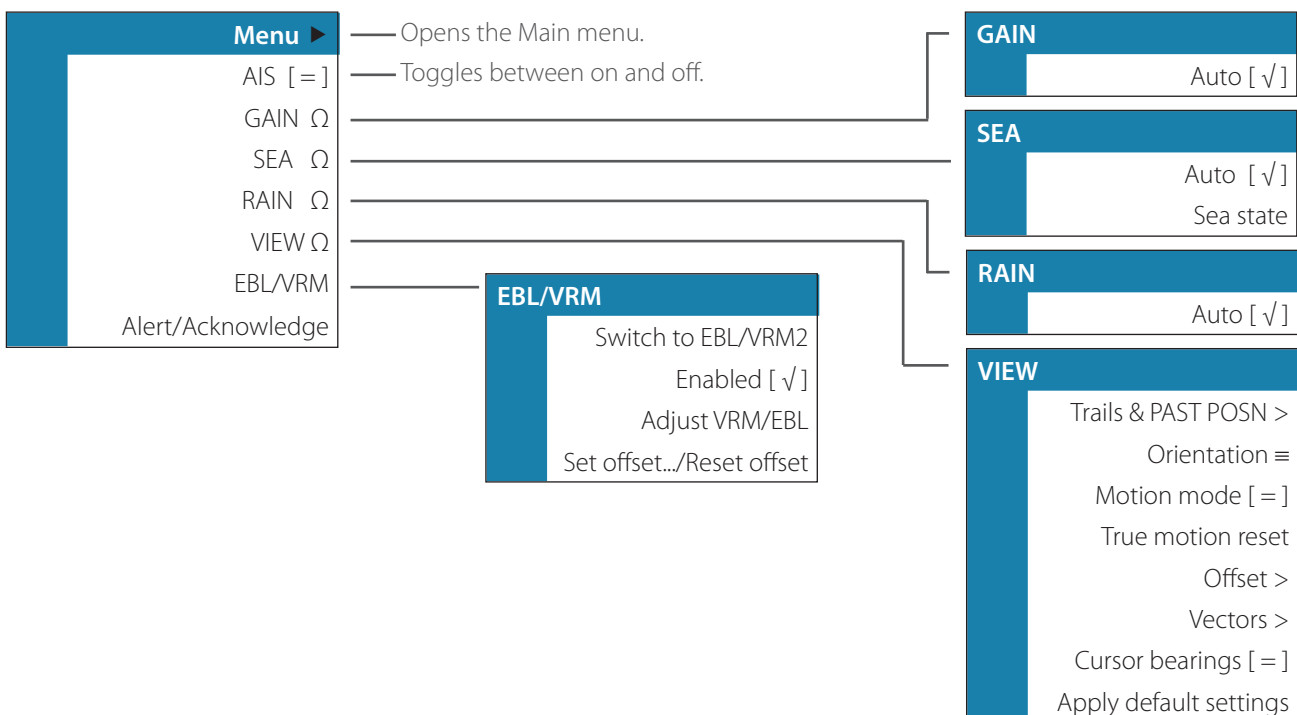 Menu ▶
Opens the Main menu.
AIS [ = ]
Toggles between on and off.
GAIN Ω
SEA Ω
RAIN Ω
VIEW Ω
EBL/VRM
Alert/Acknowledge
EBL/VRM
Switch to EBL/VRM2
Enabled [ √ ]
Adjust VRM/EBL
Set offset.../Reset offset
GAIN
Auto [ √ ]
SEA
Auto [ √ ]
Sea state
RAIN
Auto [ √ ]
VIEW
Trails & PAST POSN >
Orientation ≡
Motion mode [ = ]
True motion reset
Offset >
Vectors >
Cursor bearings [ = ]
Apply default settings